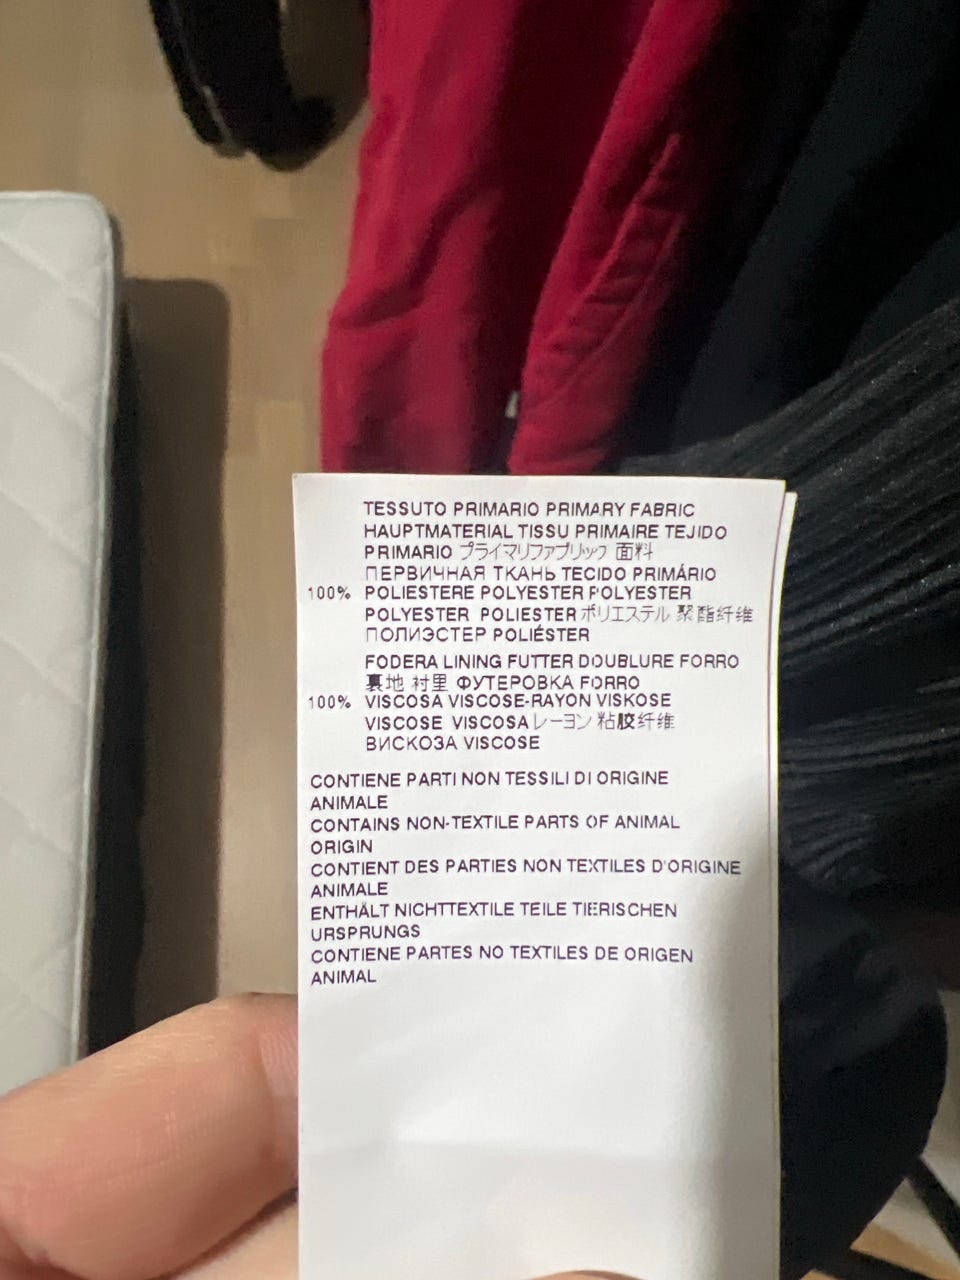 TESSUTO PRIMARIO PRIMARY FABRIC
HAUPTMATERIAL TISSU PRIMAIRE TEJIDO
PRIMARIO プライマリファブリック 面料
ПЕРВИЧНАЯ ТКАНЬ TECIDO PRIMÁRIO
100% POLIESTERE POLYESTER POLYESTER
POLYESTER POLIESTER ポリエステル 聚酯纤维
ПОЛИЭСТЕР POLIÉSTER
FODERA LINING FUTTER DOUBLURE FORRO
裏地 衬里 ФУТЕРОВКА FORRO
100% VISCOSA VISCOSE-RAYON VISKOSE
VISCOSE VISCOSA レーヨン 粘胶纤维
ВИСКОЗА VISCOSE
CONTIENE PARTI NON TESSILI DI ORIGINE
ANIMALE
CONTAINS NON-TEXTILE PARTS OF ANIMAL
ORIGIN
CONTIENT DES PARTIES NON TEXTILES D'ORIGINE
ANIMALE
ENTHÄLT NICHTTEXTILE TEILE TIERISCHEN
URSPRUNGS
CONTIENE PARTES NO TEXTILES DE ORIGEN
ANIMAL